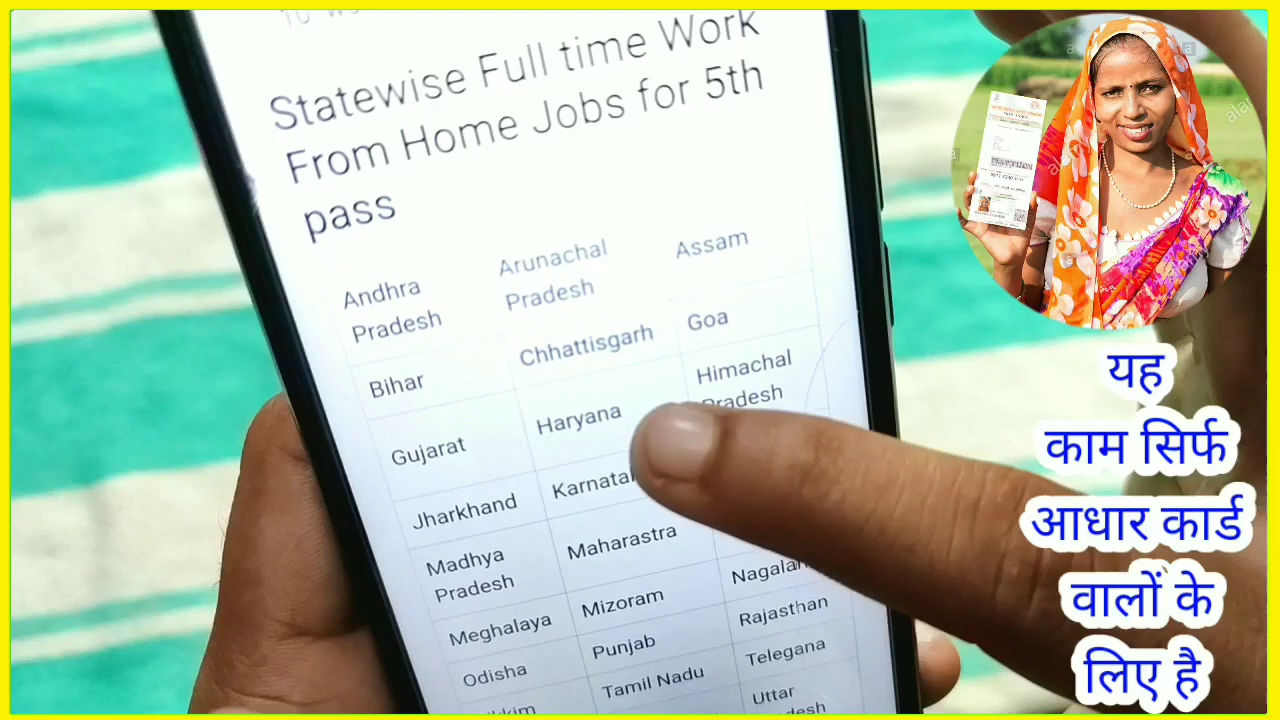 Statewise Full time Work
From Home Jobs for 5th
pass
Andhra
Pradesh
Arunachal
Pradesh
Assam
Bihar
Chhattisgarh
Goa
Gujarat
Haryana
Himachal
Pradesh
Jharkhand
Madhya
Pradesh
Maharastra
Meghalaya
Mizoram
Odisha
Punjab
Rajasthan
Tamil Nadu
Telegana
Uttar
यह
काम सिर्फ
आधार कार्ड
वालों के
लिए है